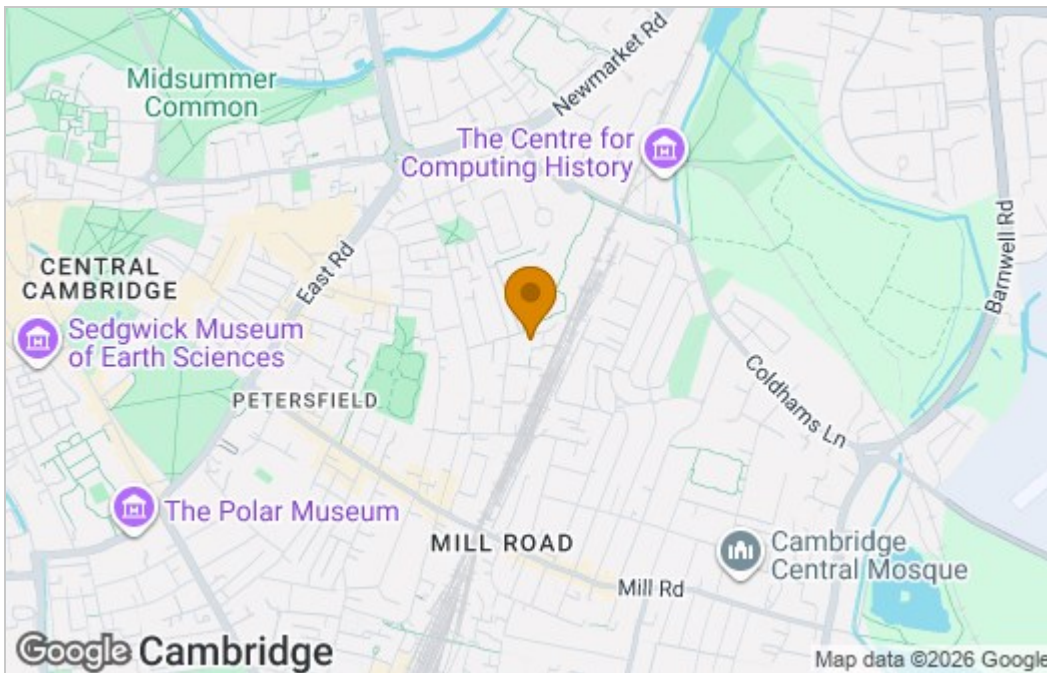 Midsummer
Common
Newmarket Rd
The Centre for
Computing History
East Rd
CENTRAL
CAMBRIDGE
Barnwell Rd
Sedgwick Museum
of Earth Sciences
PETERSFIELD
Coldhams Ln
The Polar Museum
MILL ROAD
Cambridge
Central Mosque
Mill Rd
Google Cambridge
Map data ©2026 Google